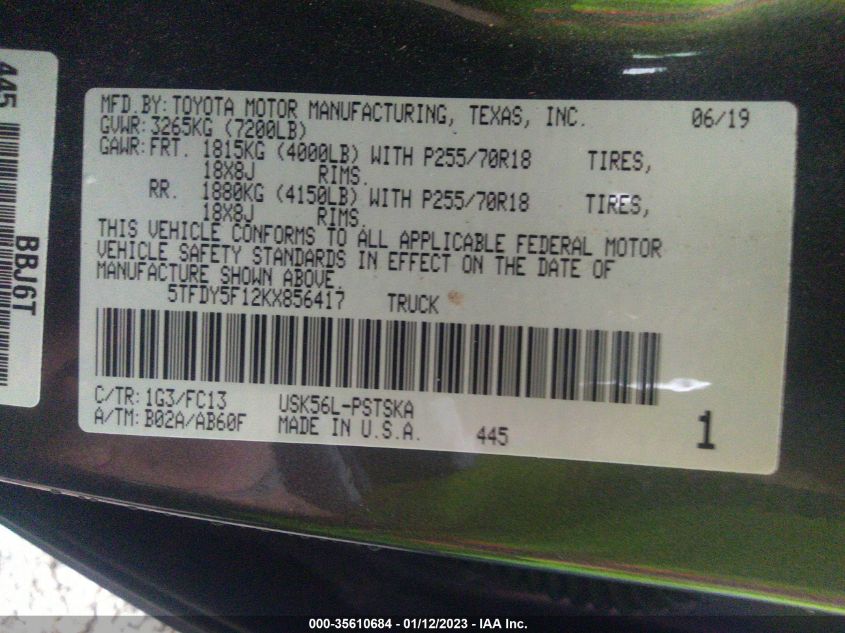 445
BBJ6T
MFD.BY: TOYOTA MOTOR MANUFACTURING, TEXAS, INC. 06/19
GVWR: 3265KG (7200LB)
GAWR: FRT. 1815KG (4000LB) WITH P255/70R18 TIRES,
18X8J RIMS.
RR. 1880KG (4150LB) WITH P255/70R18 TIRES,
18X8J RIMS.
THIS VEHICLE CONFORMS TO ALL APPLICABLE FEDERAL MOTOR
VEHICLE SAFETY STANDARDS IN EFFECT ON THE DATE OF
MANUFACTURE SHOWN ABOVE.
5TFDY5F12KX856417 TRUCK
C/TR: 1G3/FC13 USK56L-PSTSKA
A/TM: B02A/AB60F MADE IN U.S.A. 445 1
000-35610684 - 01/12/2023 - IAA Inc.